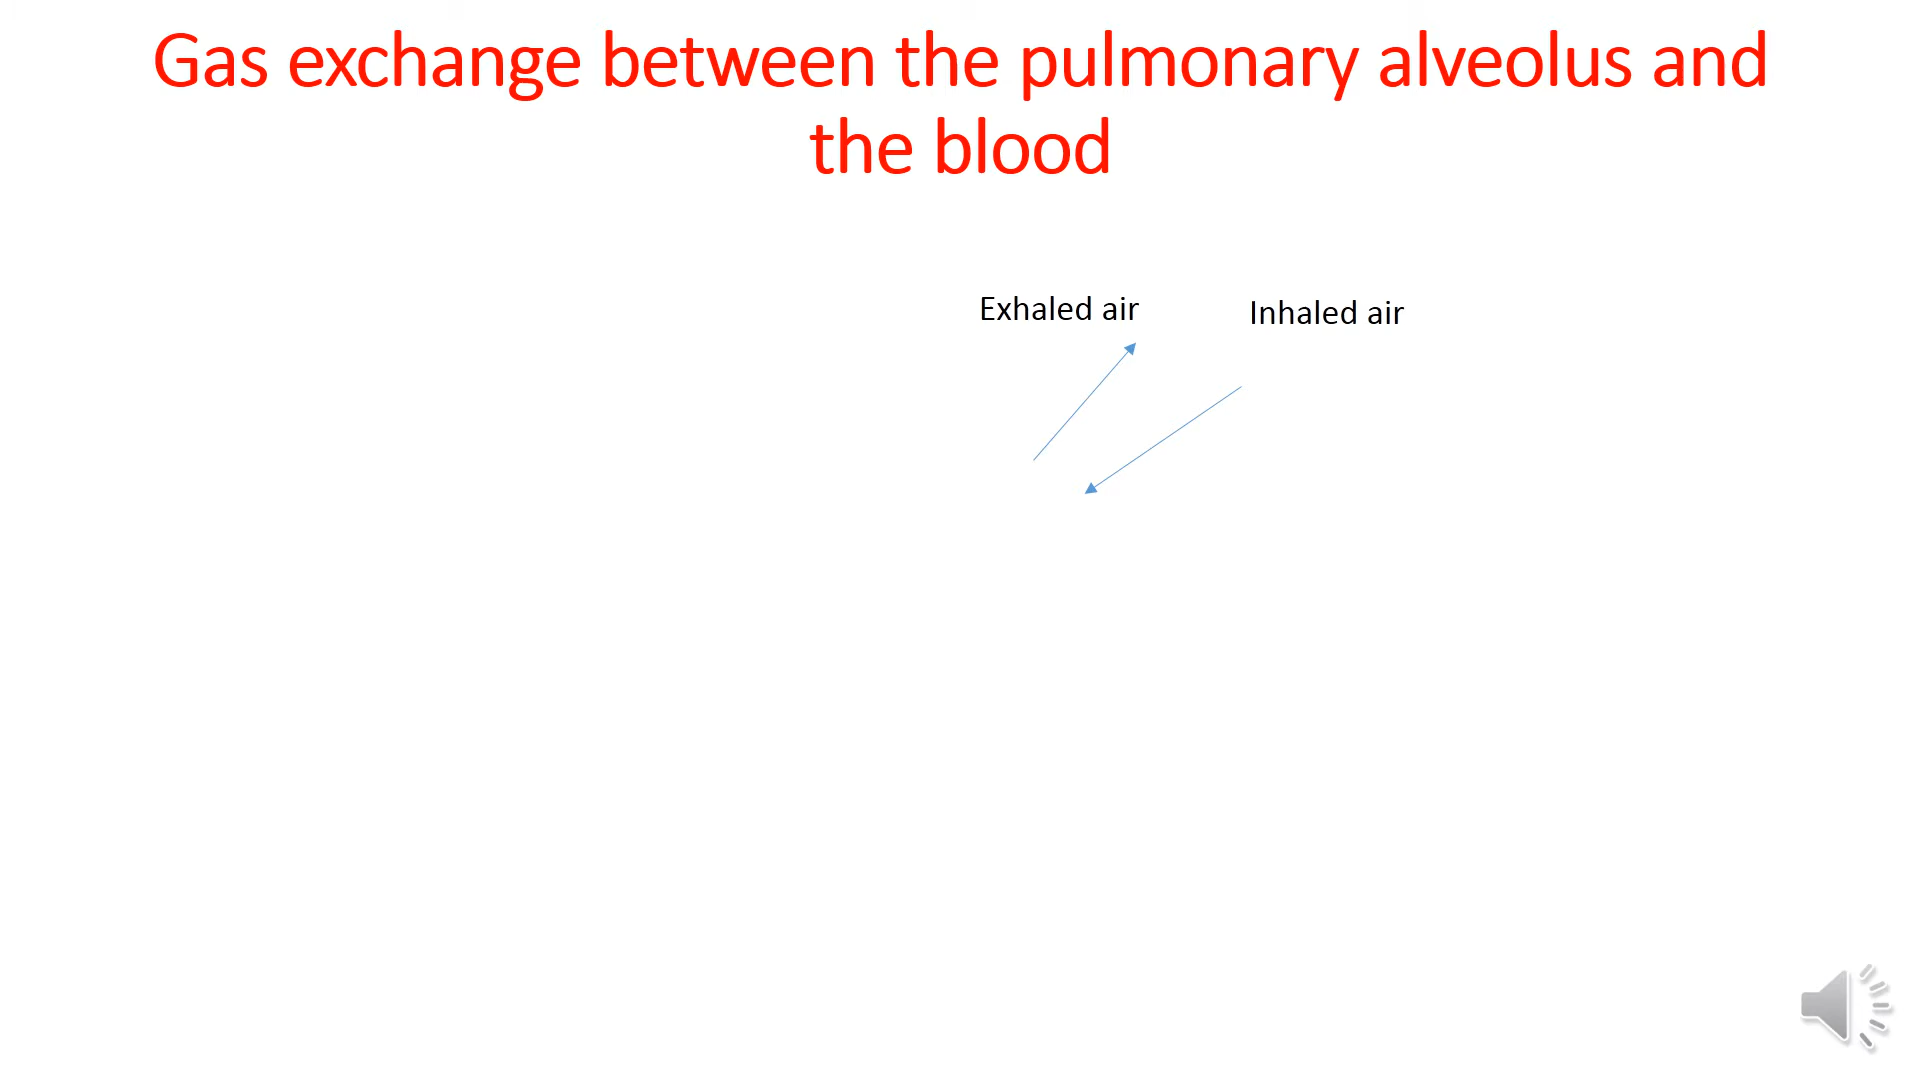 Gas exchange between the pulmonary alveolus and
the blood
Exhaled air
Inhaled air